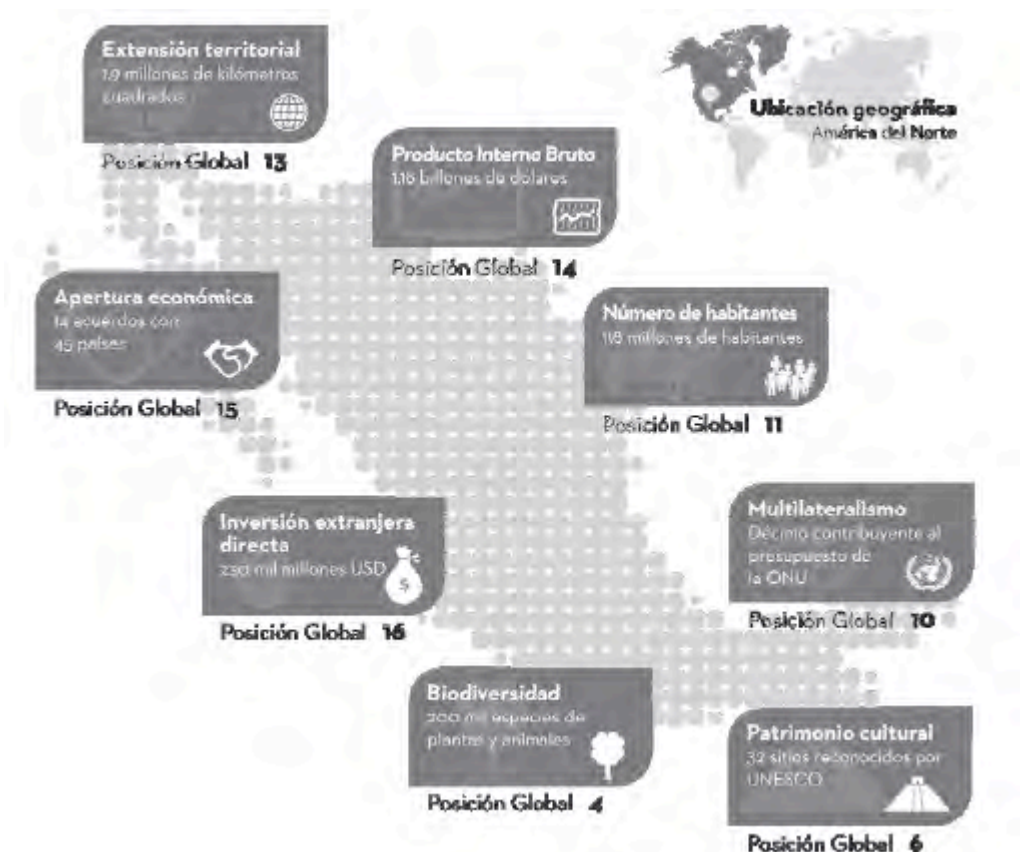 Extensión territorial
1.9 millones de kilómetros
cuadrados
Posición Global 13
Ubicación geográfica
América del Norte
Producto Interno Bruto
1.18 billones de dólares
Posición Global 14
Apertura económica
14 acuerdos con
45 países
Posición Global 15
Número de habitantes
118 millones de habitantes
Posición Global 11
Inversión extranjera
directa
230 mil millones USD
$
Posición Global 16
Multilateralismo
Décimo contribuyente al
presupuesto de
la ONU
Posición Global 10
Biodiversidad
200 mil especies de
plantas y animales
Posición Global 4
Patrimonio cultural
32 sitios reconocidos por
UNESCO
Posición Global 6